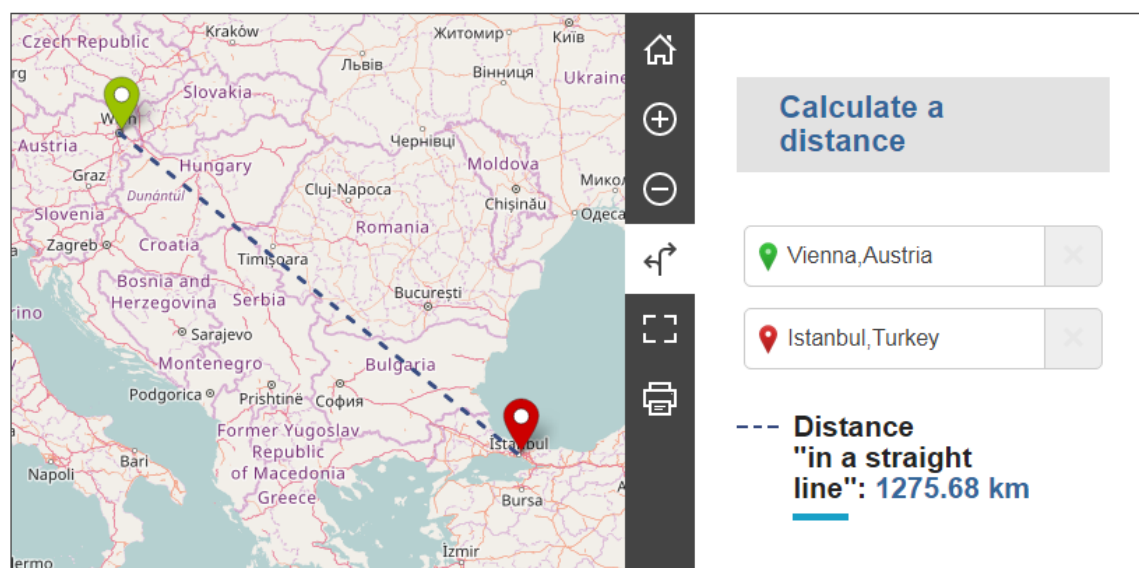 Kraków
Житомир
Київ
Czech Republic
rg
Львів
Вінниця
Ukraine
Slovakia
Wien
Чернівці
Austria
Hungary
Moldova
Graz
Cluj-Napoca
Микол
Dunántúl
Chișinău
Slovenia
Одеса
Romania
Zagreb
Croatia
Timișoara
Bosnia and
Herzegovina
București
Serbia
rino
Sarajevo
Montenegro
Bulgaria
Podgorica
Prishtinë
София
Former Yugoslav
Republic
of Macedonia
İstanbul
Bari
Napoli
Greece
Bursa
A
İzmir
lermo
Calculate a
distance
Vienna,Austria
Istanbul,Turkey
Distance
"in a straight
line": 1275.68 km